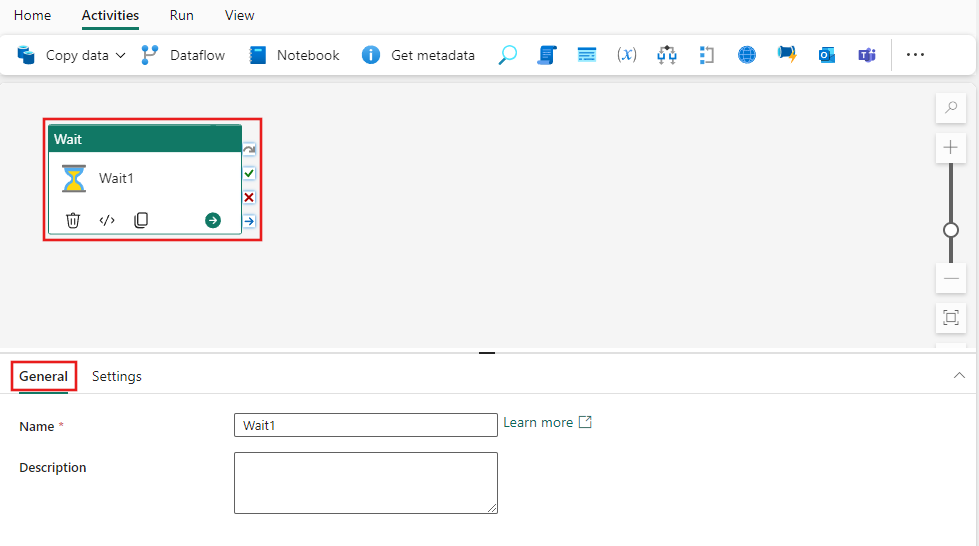 Home Activities Run View
Copy data Dataflow Notebook Get metadata (x)
Wait
Wait1
</>
General Settings
Name * Wait1 Learn more
Description